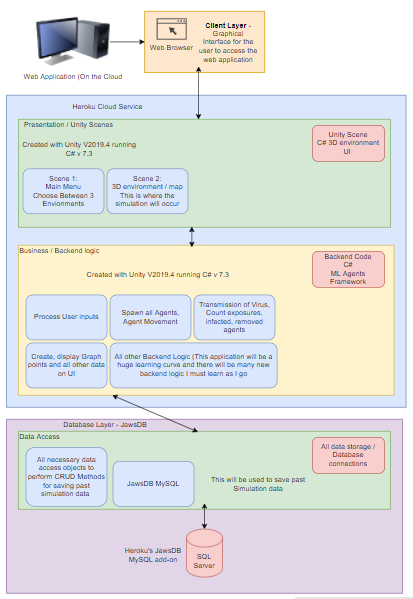 Web Application (On the Cloud
Web Browser
Client Layer -
Graphical
Interface for the
user to access the
web application
Heroku Cloud Service
Presentation / Unity Scenes
Created with Unity V2019.4 running
C# v 7.3
Unity Scene
C# 3D environment
UI
Scene 1:
Main Menu
Choose Between 3
Envionments
Scene 2:
3D environment / map
This is where the
simulation will occur
Business / Backend logic
Created with Unity V2019.4 running C# v 7.3
Backend Code
C#
ML Agents
Framework
Process User inputs
Spawn all Agents,
Agent Movement
Transmission of Virus,
Count exposures,
infected, removed
agents
Create, display Graph
points and all other data
on UI
All other Backend Logic (This application will be a
huge learning curve and there will be many new
backend logic I must learn as I go
Database Layer - JawsDB
Data Access
All necessary data
access objects to
perform CRUD Methods
for saving past
simulation data
JawsDB MySQL
This will be used to save past
Simulation data
All data storage /
Database
connections
Heroku's JawsDB
MySQL add-on
SQL
Server